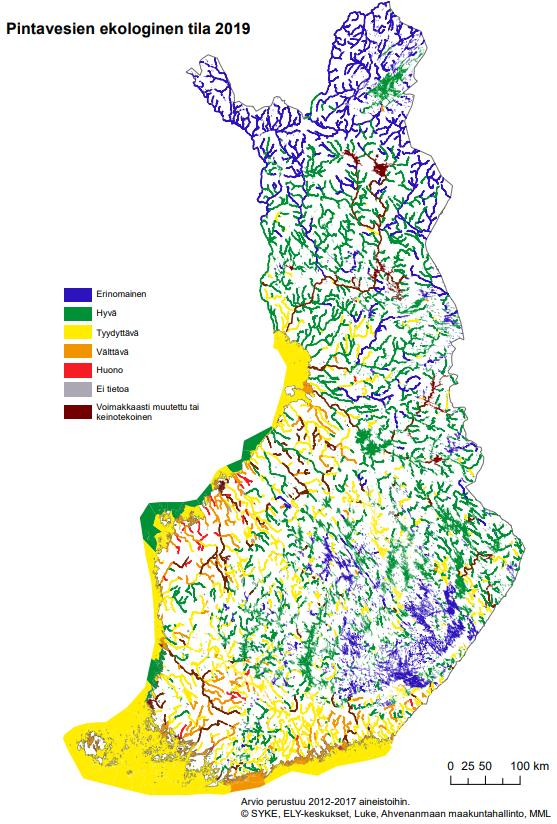 Pintavesien ekologinen tila 2019
Erinomainen
Hyvä
Tyydyttävä
Välttävä
Huono
Ei tietoa
Voimakkaasti muutettu tai
keinotekoinen
0 25 50 100 km
Arvio perustuu 2012-2017 aineistoihin.
© SYKE, ELY-keskukset, Luke, Ahvenanmaan maakuntahallinto, MML